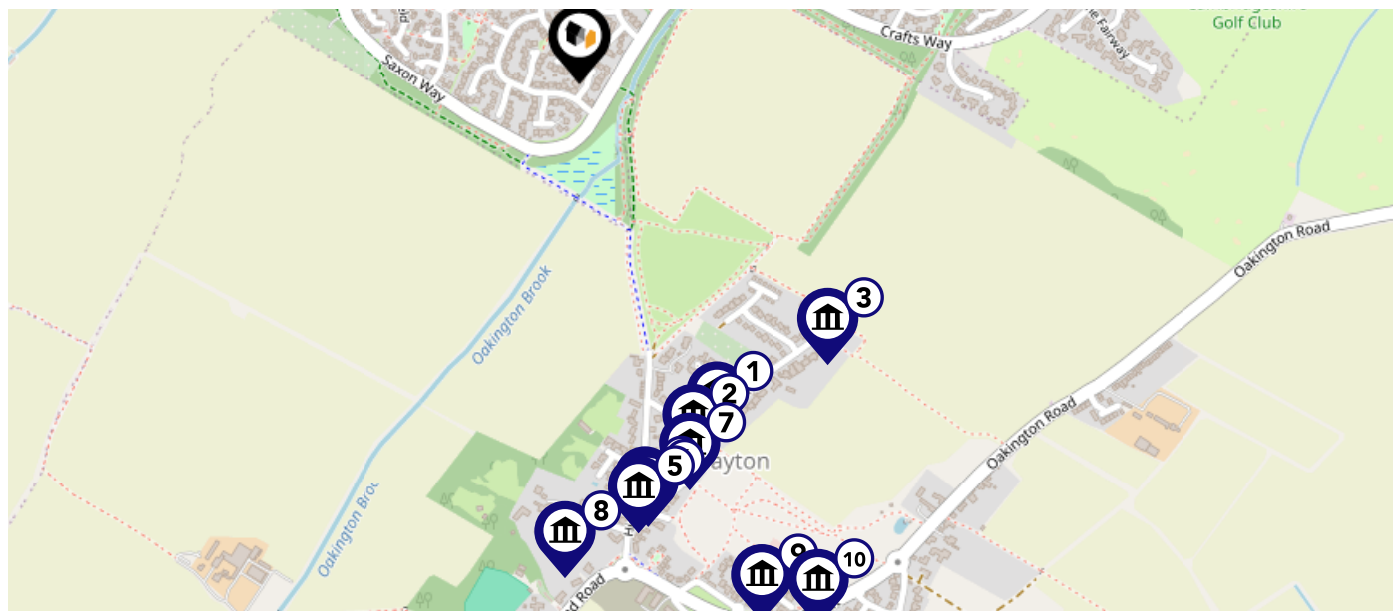 Golf Club
The Fairway
Crafts Way
Saxon Way
Oakington Road
Oakington Brook
3
1
2
7
ayton
5
Oakington Road
8
Oakington Broo
9
10
d Road